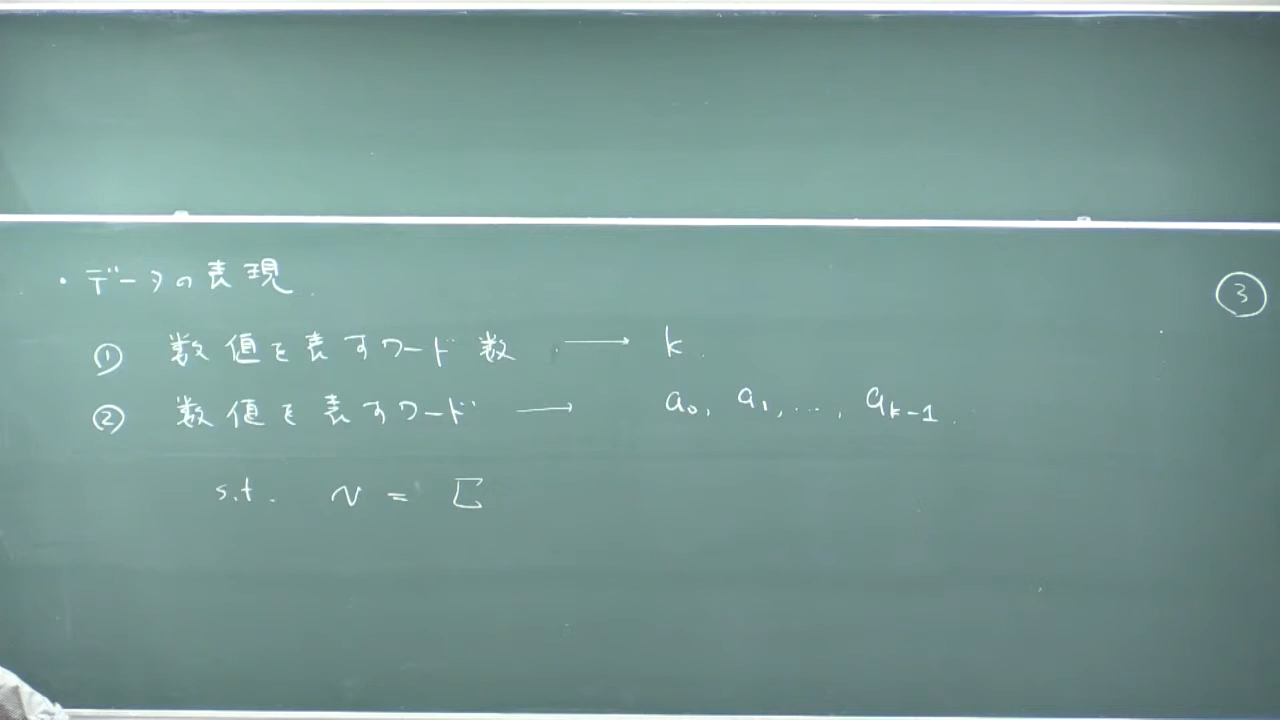 ・データの表現
③
① 数値を表すワード数 → k.
② 数値を表すワード → a₀, a₁, ..., aₖ₋₁.
s.t. N = Σ